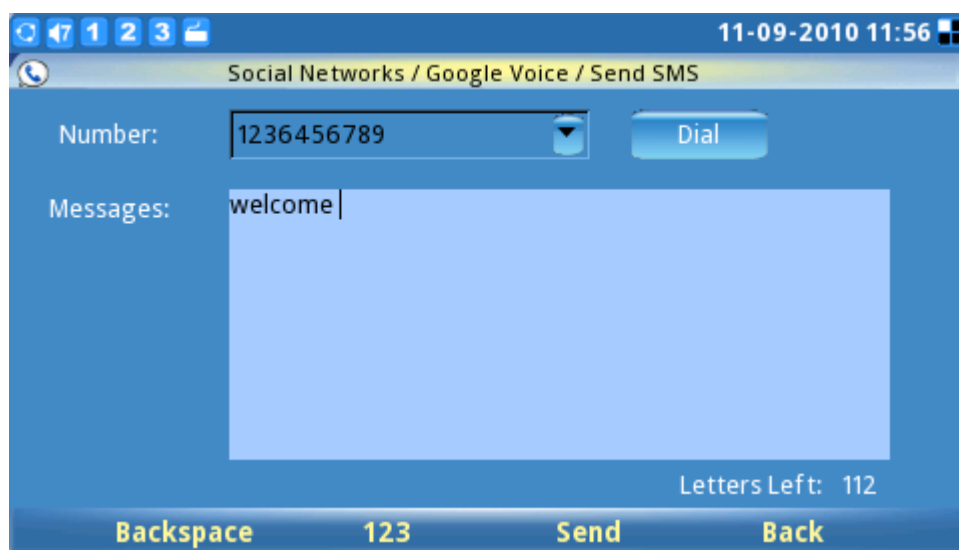 7 1 2 3 11-09-2010 11:56
Social Networks / Google Voice / Send SMS
Number: 1236456789 Dial
Messages: welcome
Letters Left: 112
Backspace 123 Send Back